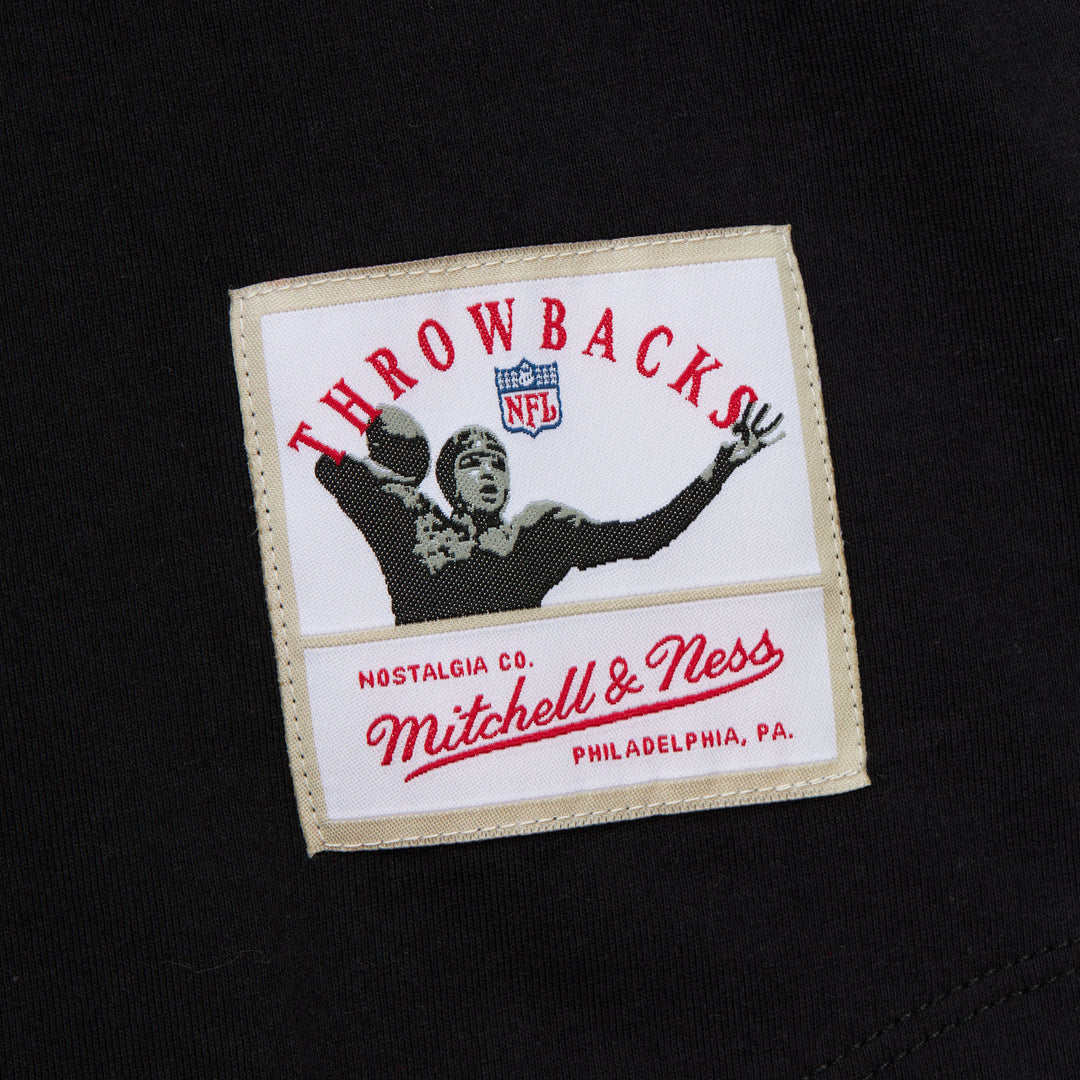 THROWBACKS
NFL
NOSTALGIA CO.
Mitchell & Ness
PHILADELPHIA, PA.